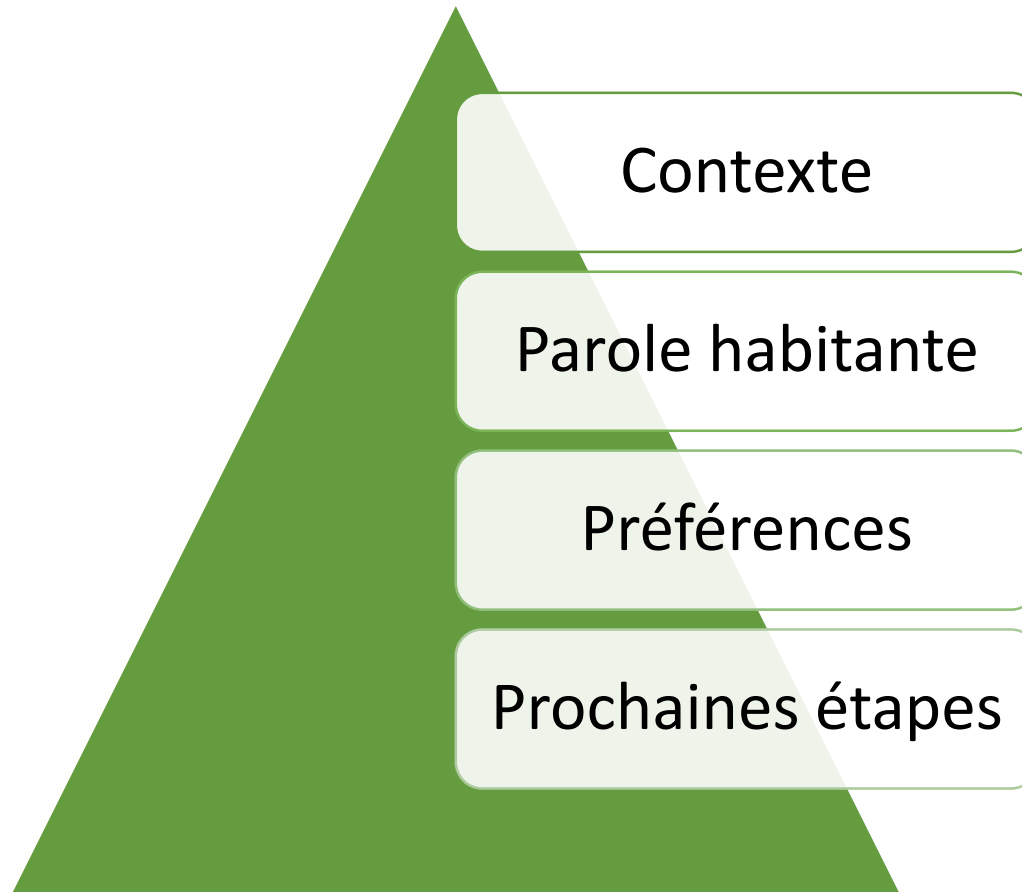 Contexte
Parole habitante
Préférences
Prochaines étapes